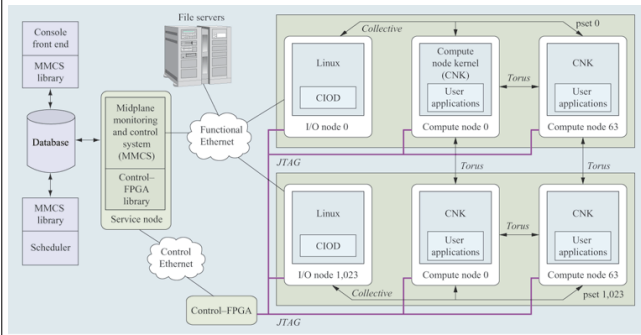 File servers
Console
front end
MMCS
library
Database
MMCS
library
Scheduler
Midplane
monitoring
and control
system
(MMCS)
Control–
FPGA
library
Service node
Functional
Ethernet
Control
Ethernet
Control–FPGA
Collective
pset 0
Linux
CIOD
I/O node 0
Compute
node kernel
(CNK)
User
applications
Compute node 0
Torus
CNK
User
applications
Compute node 63
JTAG
Torus
Torus
Linux
CIOD
I/O node 1,023
CNK
User
applications
Compute node 0
Torus
CNK
User
applications
Compute node 63
Collective
pset 1,023
JTAG